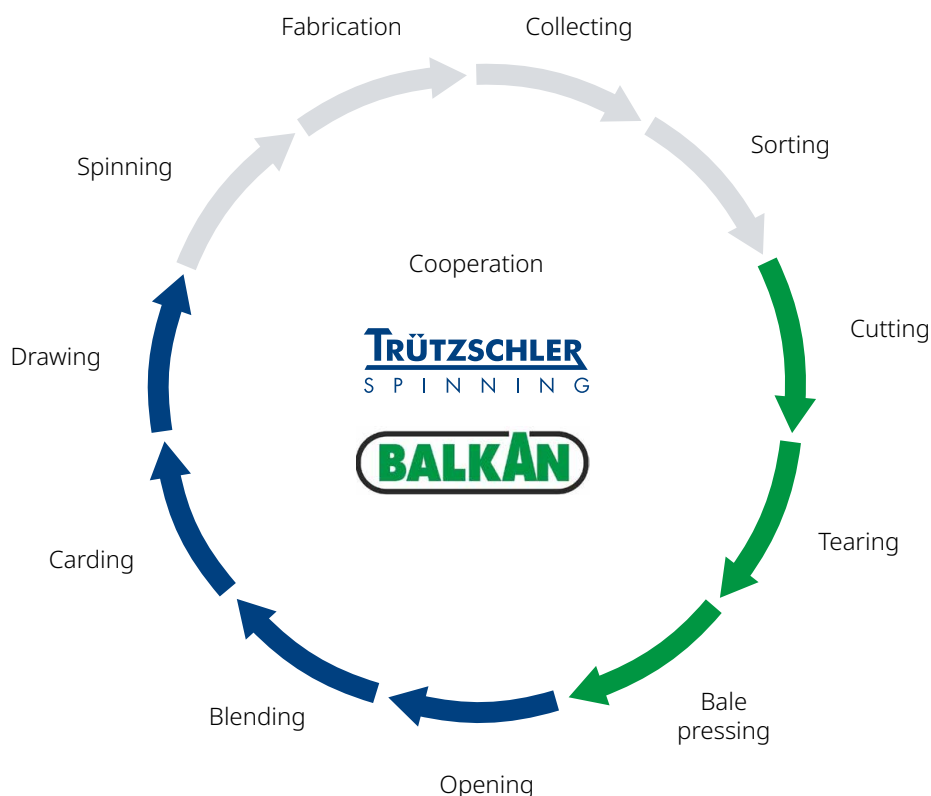 Fabrication
Collecting
Sorting
Cutting
Tearing
Bale
pressing
Opening
Blending
Carding
Drawing
Spinning
Cooperation
TRÜTZSCHLER
SPINNING
BALKAN